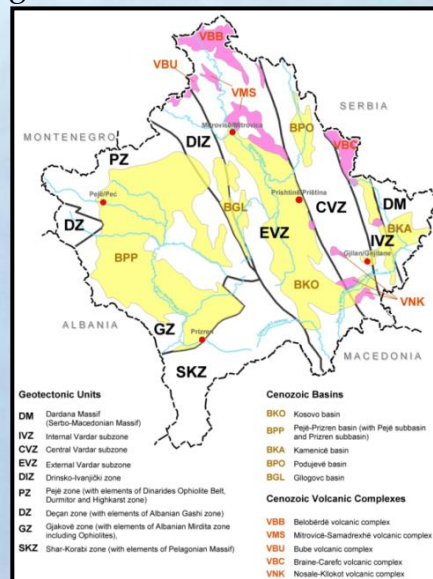 VBB
VBU
VMS
SERBIA
Mitrovicë/Mitrovica
BPO
MONTENEGRO
DIZ
VBC
PZ
Pejë/Peć
Prishtinë/Priština
CVZ
DM
DZ
BGL
EVZ
IVZ
BKA
BPP
Gjilan/Gnjilane
BKO
VNK
ALBANIA
GZ
Prizren
MACEDONIA
SKZ
Geotectonic Units
DM Dardana Massif
(Serbo-Macedonian Massif)
IVZ Internal Vardar subzone
CVZ Central Vardar subzone
EVZ External Vardar subzone
DIZ Drinsko-Ivanjički zone
PZ Pejë zone (with elements of Dinarides Ophiolite Belt,
Durmitor and Highkarst zone)
DZ Deçan zone (with elements of Albanian Gashi zone)
GZ Gjakovë zone (with elements of Albanian Mirdita zone
including Ophiolites),
SKZ Shar-Korabi zone (with elements of Pelagonian Massif)
Cenozoic Basins
BKO Kosovo basin
BPP Pejë-Prizren basin (with Pejë subbasin
and Prizren subbasin)
BKA Kamenicë basin
BPO Podujevë basin
BGL Gllogovc basin
Cenozoic Volcanic Complexes
VBB Belobërdë volcanic complex
VMS Mitrovicë-Samadrexhë volcanic complex
VBU Bube volcanic complex
VBC Braine-Carefc volcanic complex
VNK Nosale-Kllokot volcanic complex